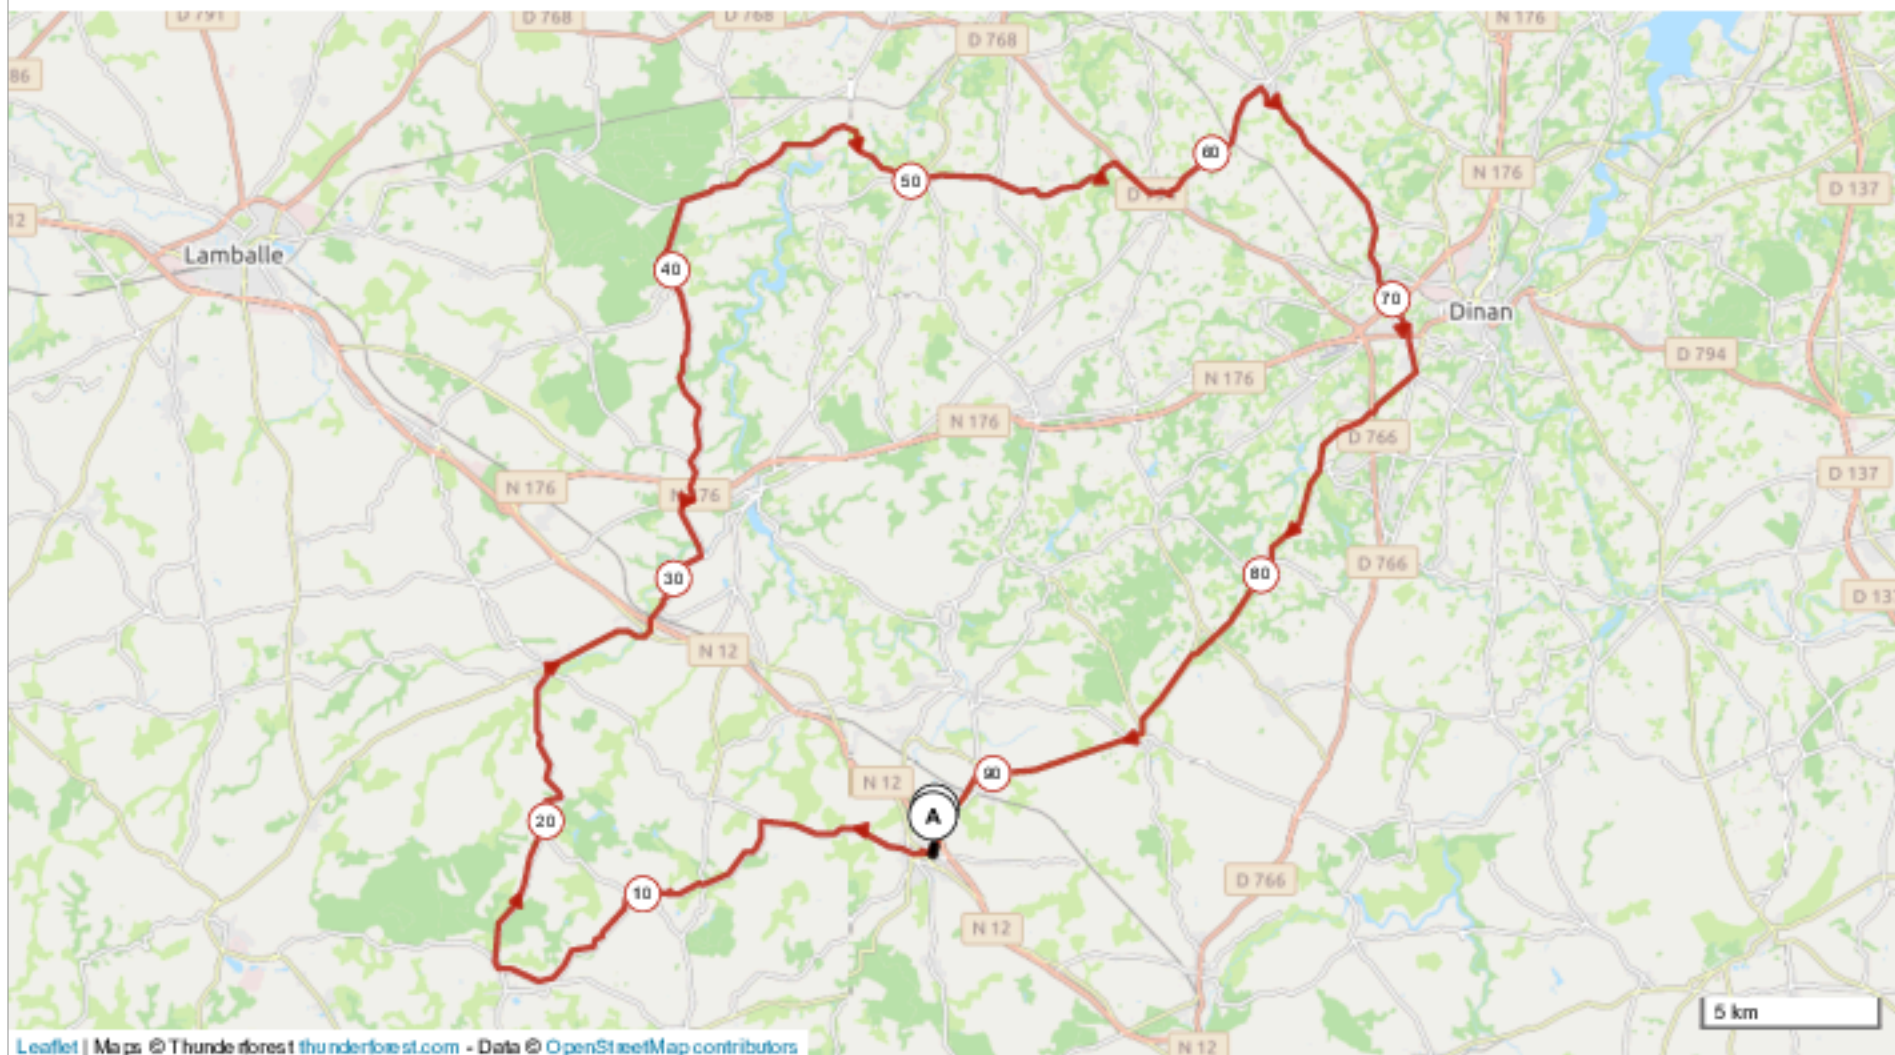 D 791
D 768
D 768
N 176
D 768
86
60
N 176
50
D 137
12
Lamballe
40
70
Dinan
D 794
N 176
N 176
D 766
D 137
N 176
N 176
D 766
30
80
D 137
N 12
90
N 12
A
20
D 766
10
N 12
5 km
N 12
Leaflet | Maps © Thunderforest thunderforest.com - Data © OpenStreetMap contributors